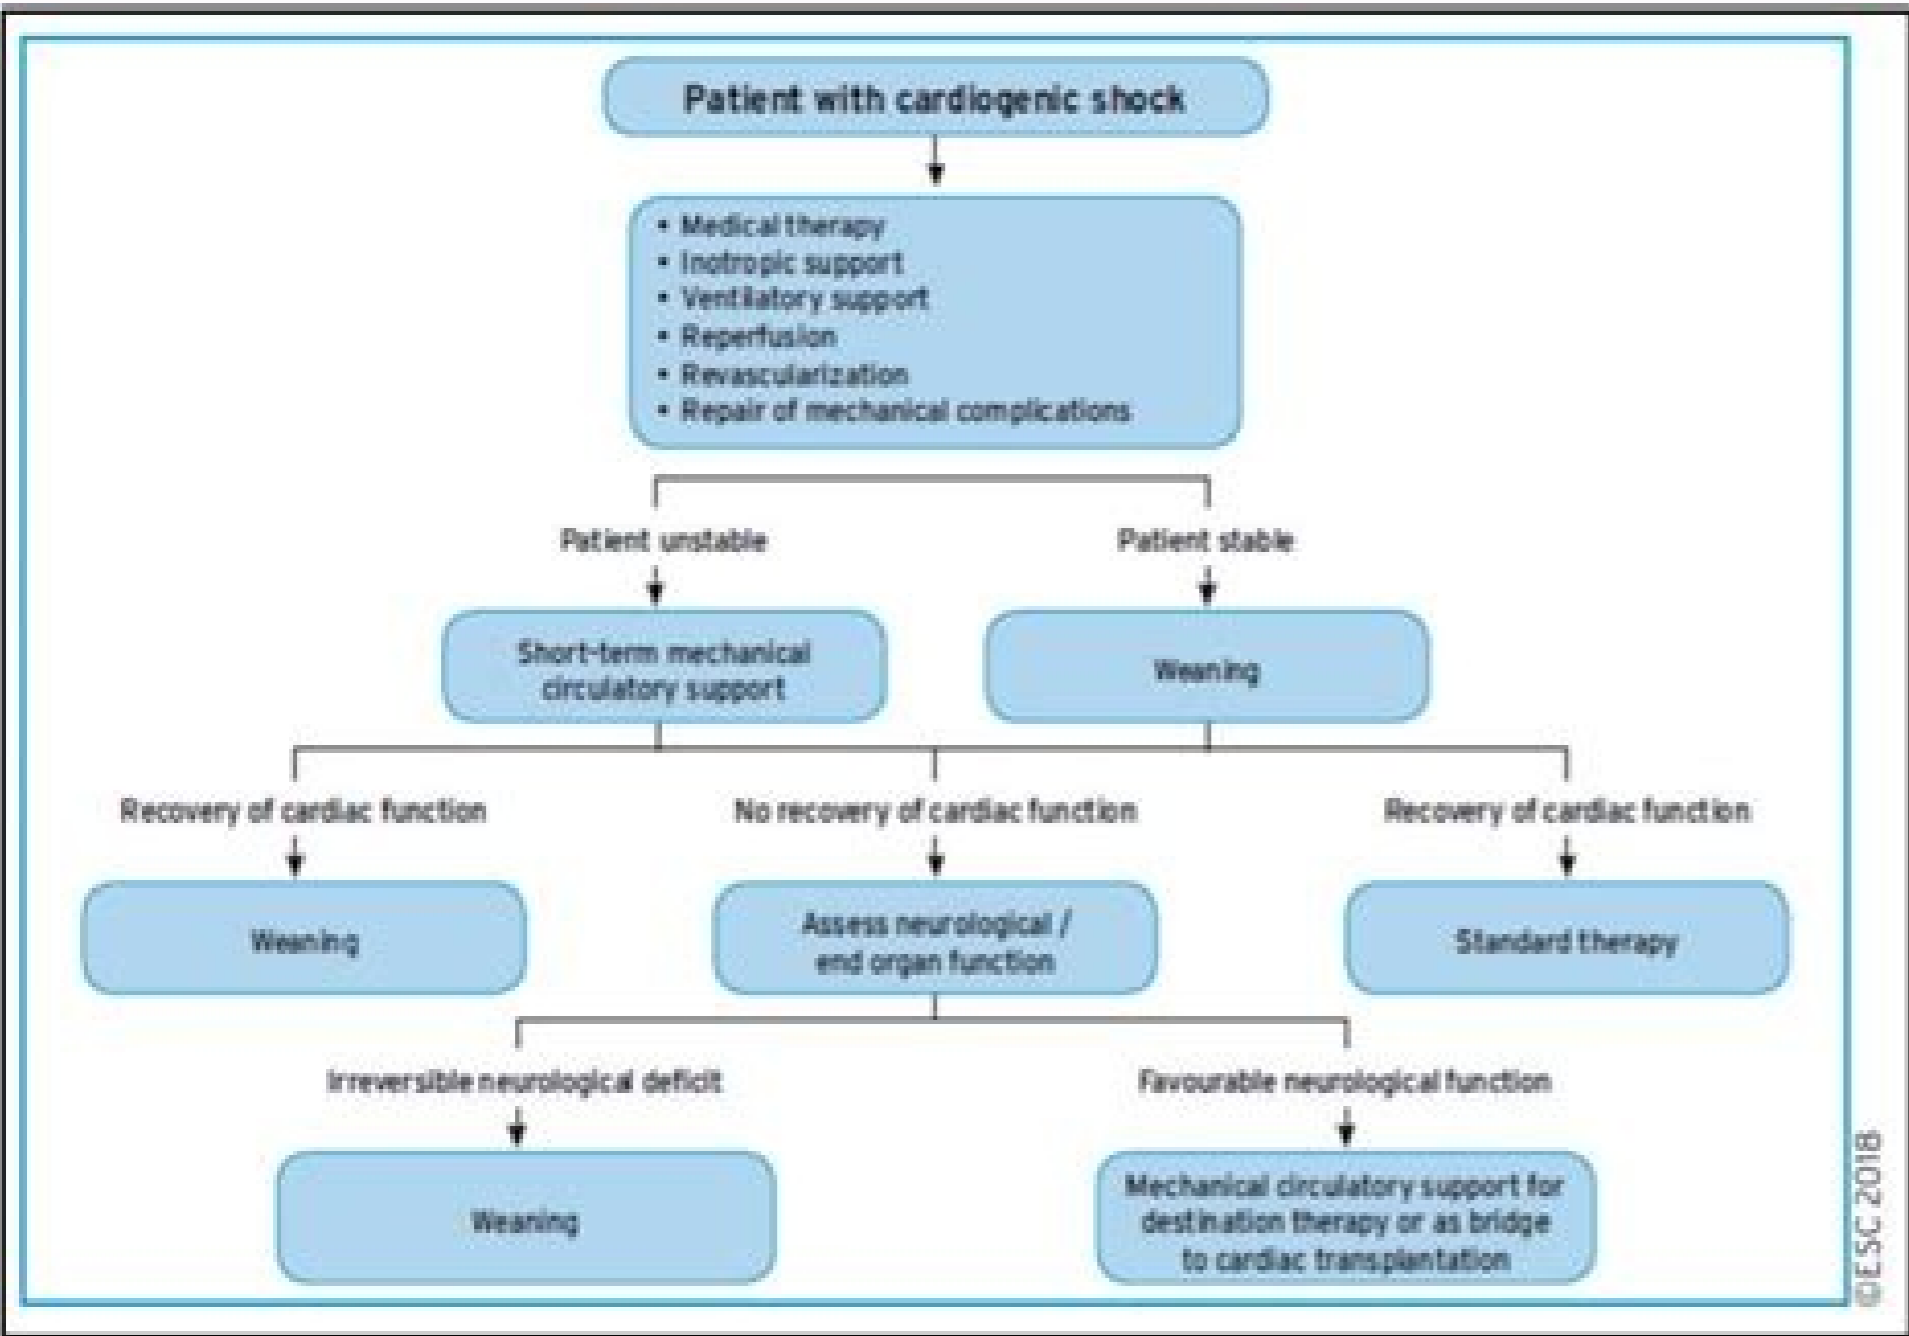 Patient with cardiogenic shock
• Medical therapy
• Inotropic support
• Ventilatory support
• Reperfusion
• Revascularization
• Repair of mechanical complications
Patient unstable
Patient stable
Short-term mechanical
circulatory support
Weaning
Recovery of cardiac function
No recovery of cardiac function
Recovery of cardiac function
Weaning
Assess neurological /
end organ function
Standard therapy
Irreversible neurological deficit
Favourable neurological function
Weaning
Mechanical circulatory support for
destination therapy or as bridge
to cardiac transplantation
©ESC 2018